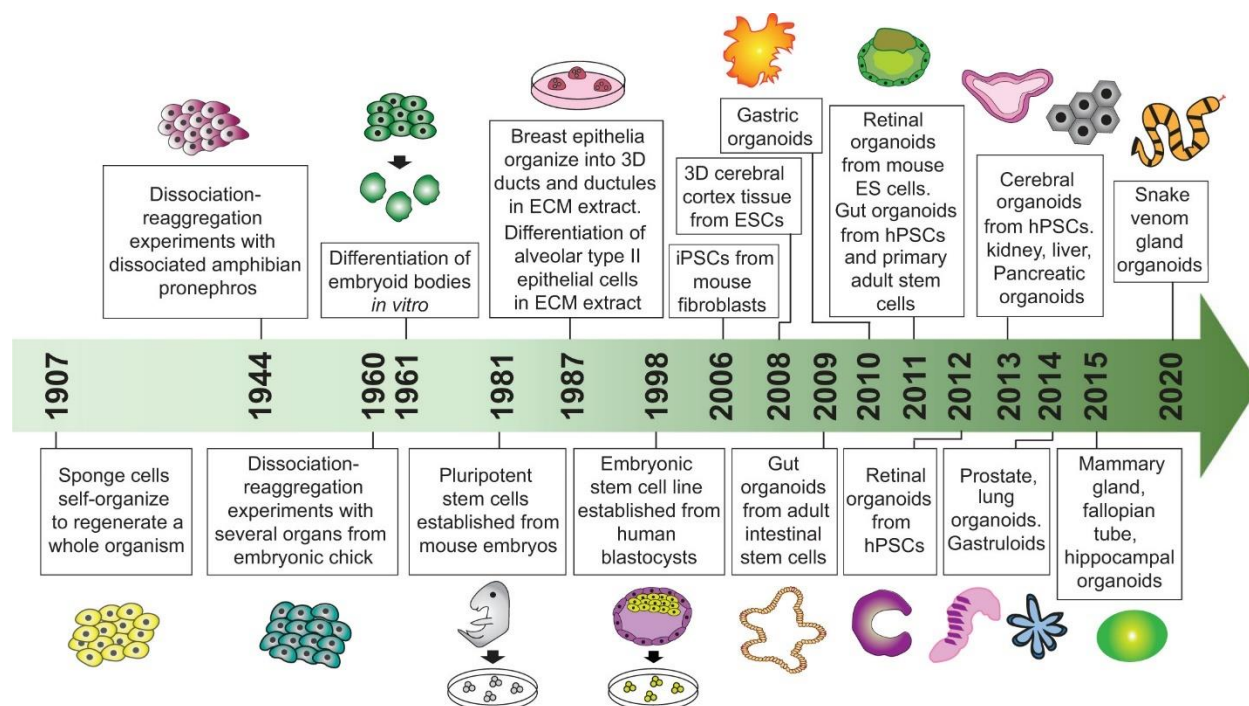 Dissociation-
reaggregation
experiments with
dissociated amphibian
pronephros
Differentiation of
embryoid bodies
in vitro
Breast epithelia
organize into 3D
ducts and ductules
in ECM extract.
Differentiation of
alveolar type II
epithelial cells
in ECM extract
Gastric
organoids
3D cerebral
cortex tissue
from ESCs
iPSCs from
mouse
fibroblasts
Retinal
organoids
from mouse
ES cells.
Gut organoids
from hPSCs
and primary
adult stem
cells
Cerebral
organoids
from hPSCs.
kidney, liver,
Pancreatic
organoids
Snake
venom
gland
organoids
1907
1944
1960
1961
1981
1987
1998
2006
2008
2009
2010
2011
2012
2013
2014
2015
2020
Sponge cells
self-organize
to regenerate a
whole organism
Dissociation-
reaggregation
experiments with
several organs from
embryonic chick
Pluripotent
stem cells
established from
mouse embryos
Embryonic
stem cell line
established from
human
blastocysts
Gut
organoids
from adult
intestinal
stem cells
Retinal
organoids
from
hPSCs
Prostate,
lung
organoids.
Gastruloids
Mammary
gland,
fallopian
tube,
hippocampal
organoids